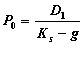 P₀ = D₁ / (Kₛ − g)